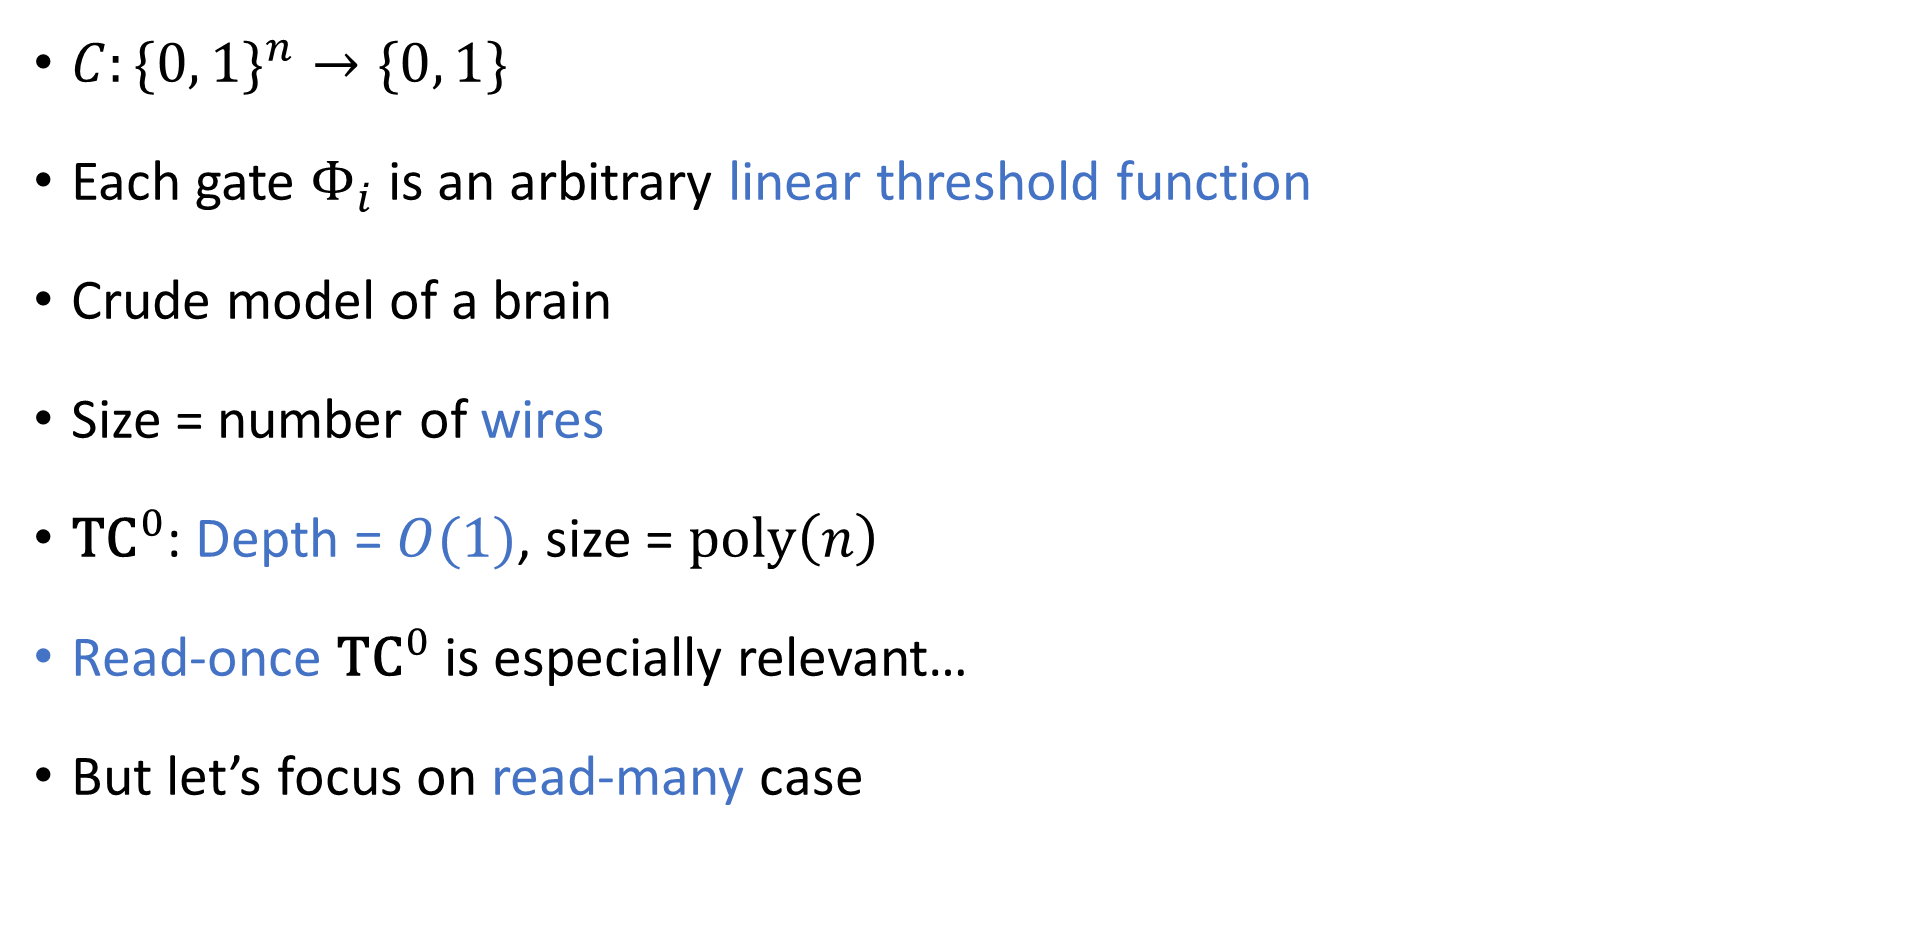 • C: {0, 1}ⁿ → {0, 1}
• Each gate Φᵢ is an arbitrary linear threshold function
• Crude model of a brain
• Size = number of wires
• TC⁰: Depth = O(1), size = poly(n)
• Read-once TC⁰ is especially relevant…
• But let’s focus on read-many case